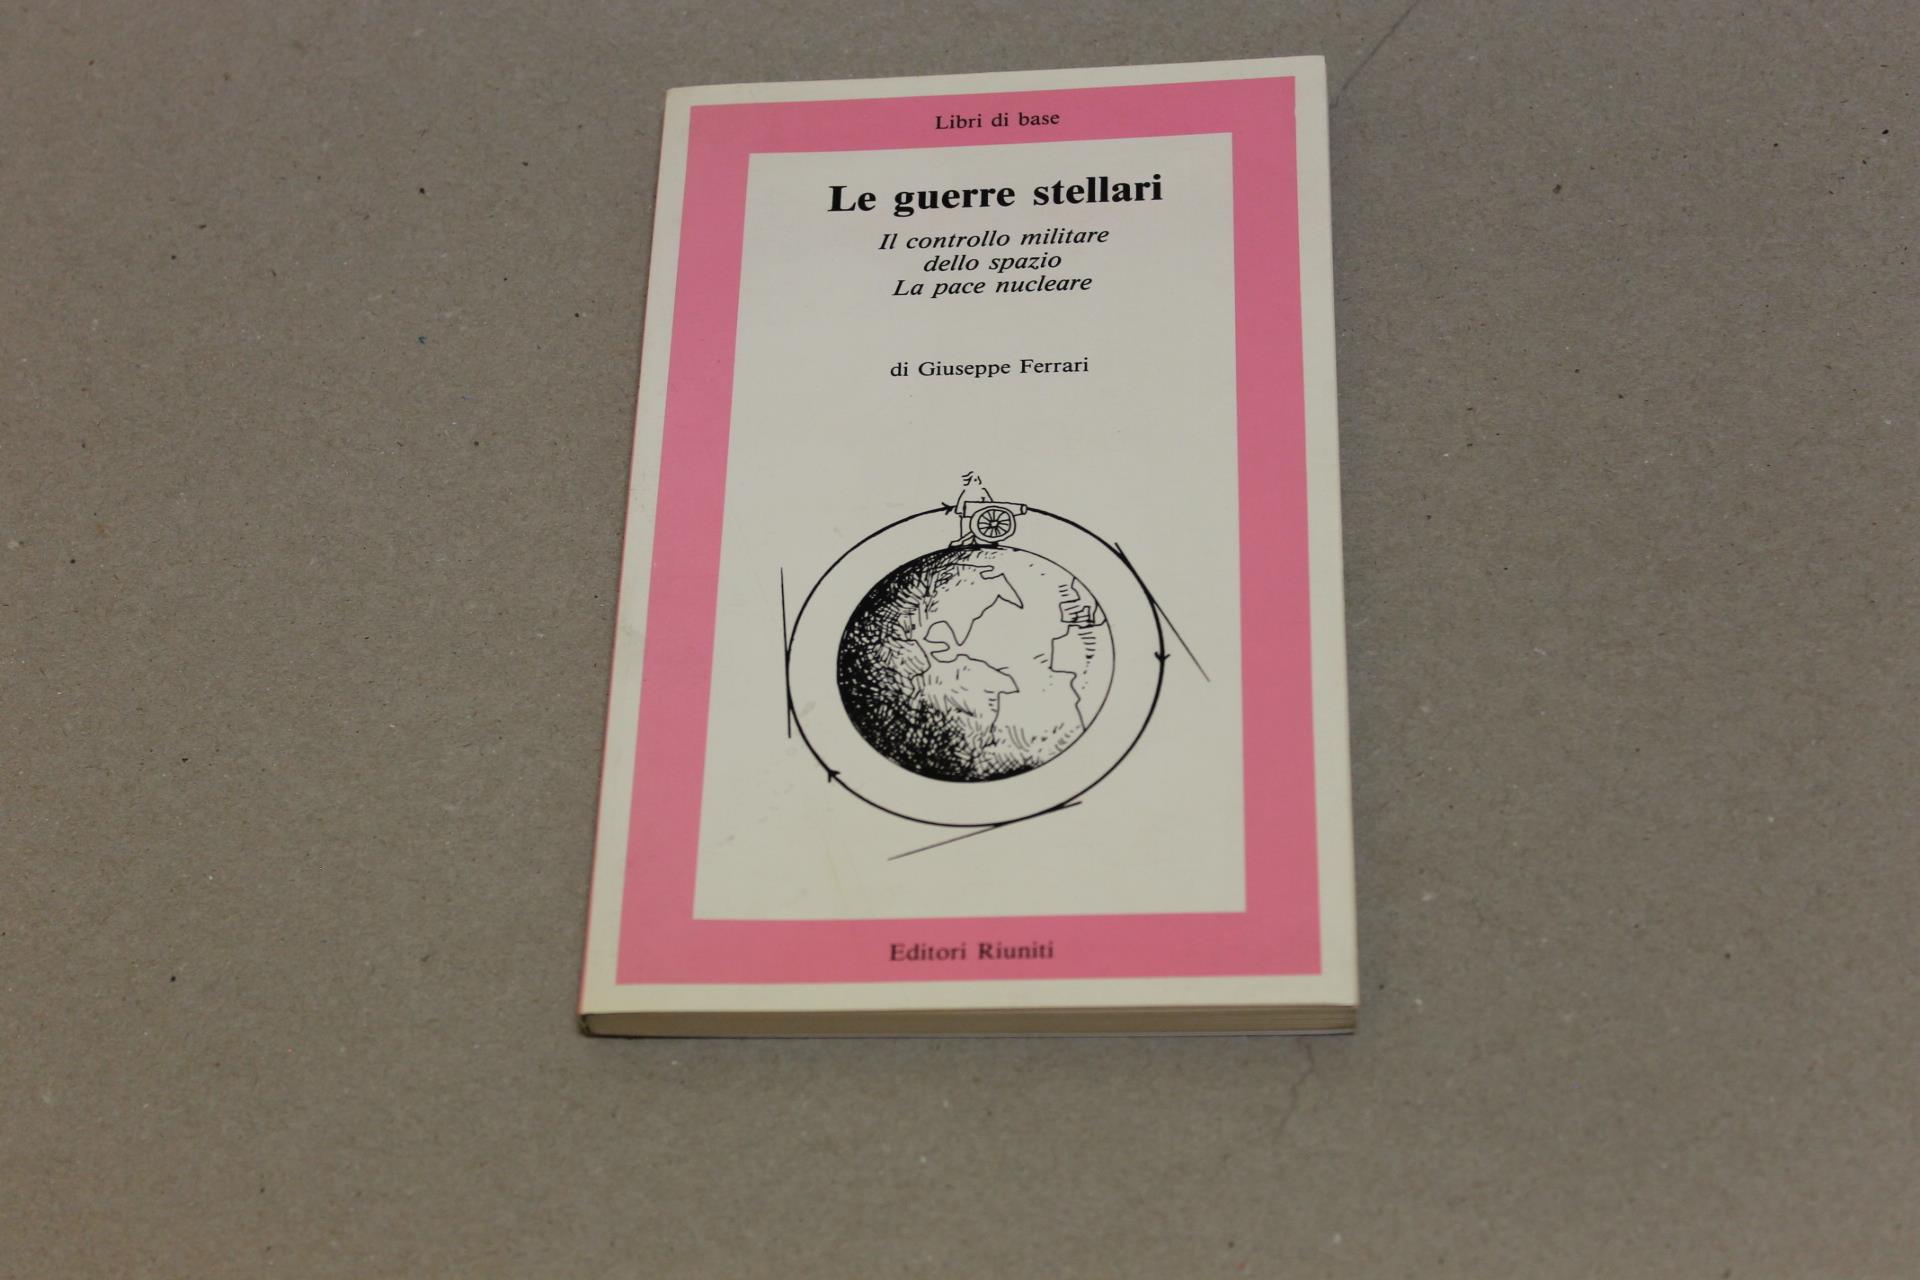 Libri di base
Le guerre stellari
Il controllo militare
dello spazio
La pace nucleare
di Giuseppe Ferrari
Editori Riuniti